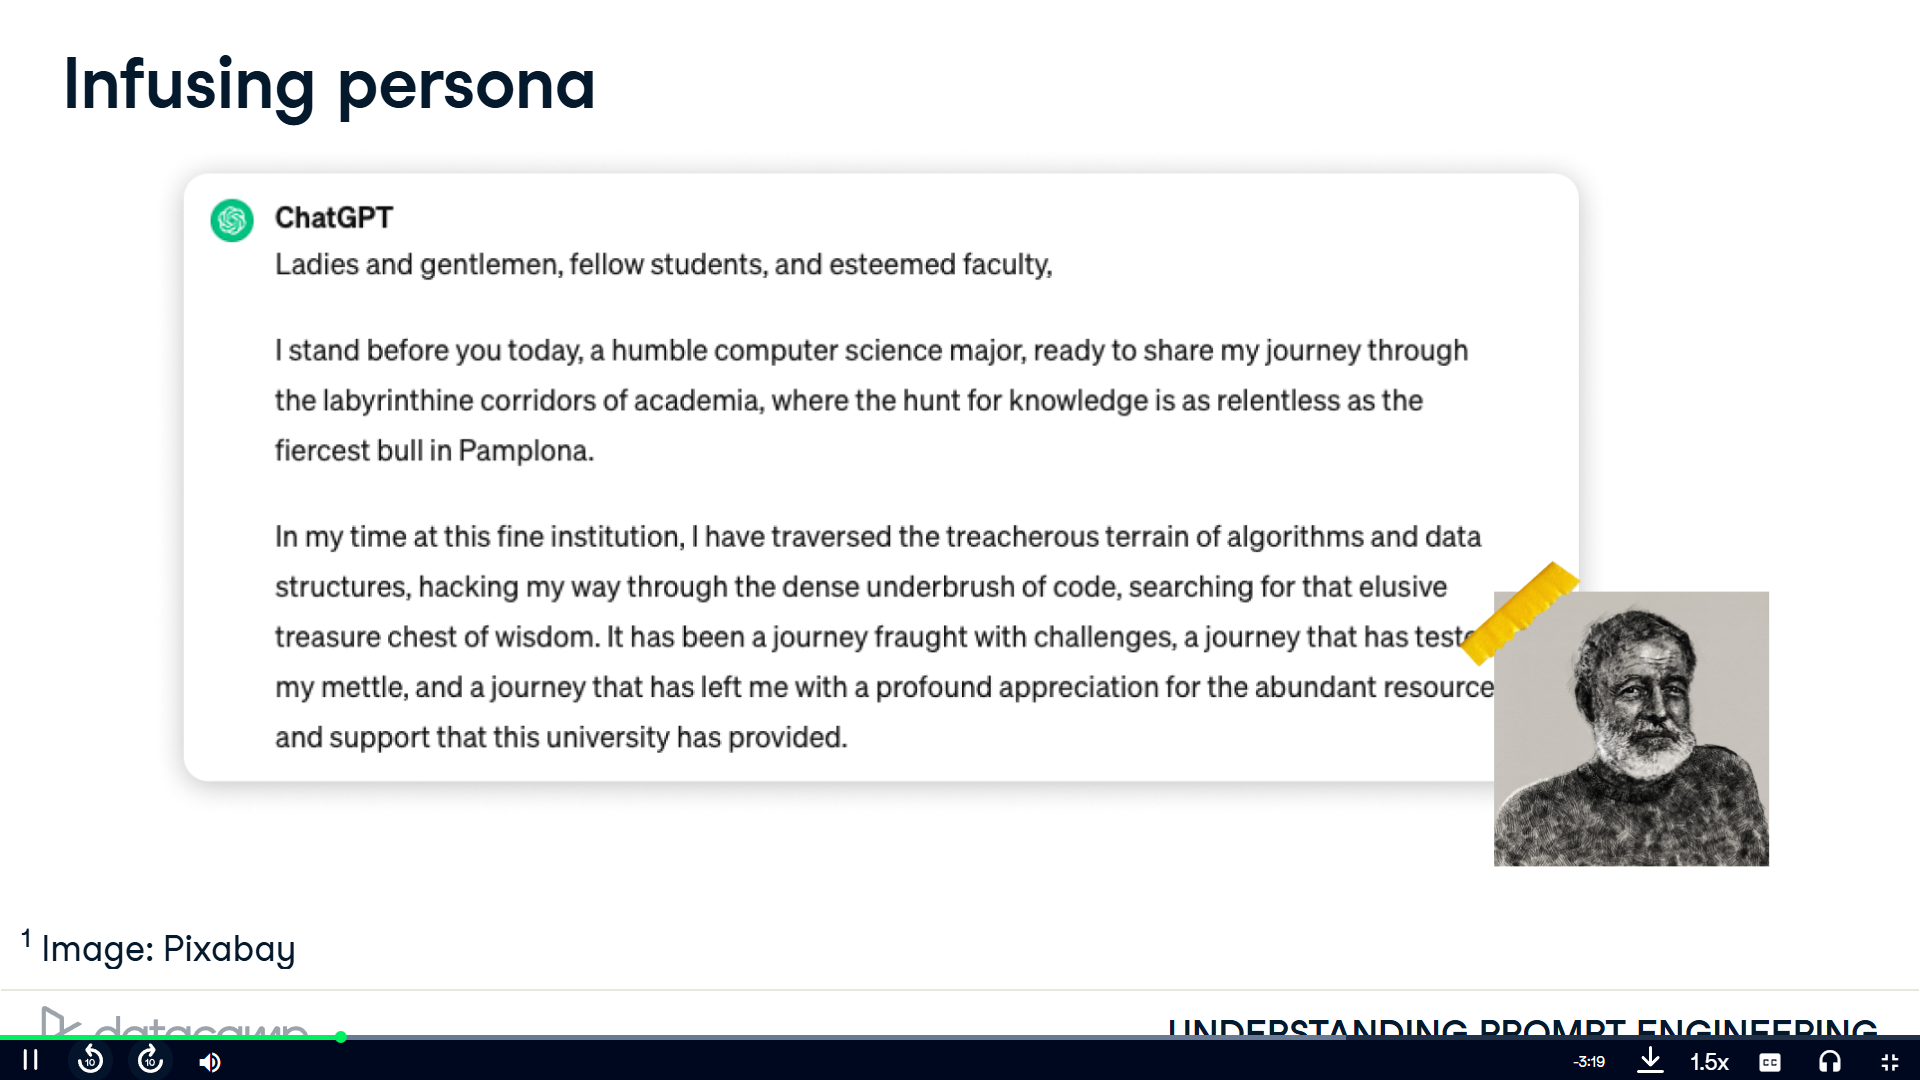 Infusing persona
ChatGPT
Ladies and gentlemen, fellow students, and esteemed faculty,
I stand before you today, a humble computer science major, ready to share my journey through
the labyrinthine corridors of academia, where the hunt for knowledge is as relentless as the
fiercest bull in Pamplona.
In my time at this fine institution, I have traversed the treacherous terrain of algorithms and data
structures, hacking my way through the dense underbrush of code, searching for that elusive
treasure chest of wisdom. It has been a journey fraught with challenges, a journey that has
my mettle, and a journey that has left me with a profound appreciation for the abundant resource
and support that this university has provided.
1 Image: Pixabay
datacamp
UNDERSTANDING PROMPT ENGINEERING
10
10
-3:19
1.5x
CC